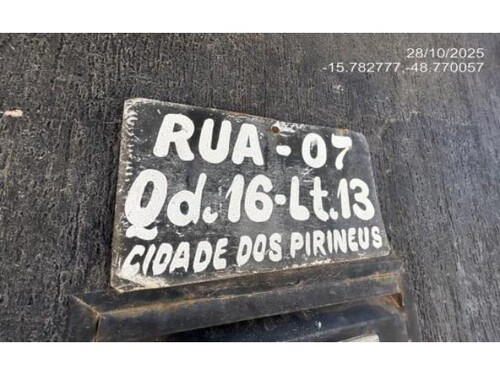 28/10/2025
-15.782777,-48.770057
RUA - 07
Qd. 16-Lt. 13
CIDADE DOS PIRINEUS